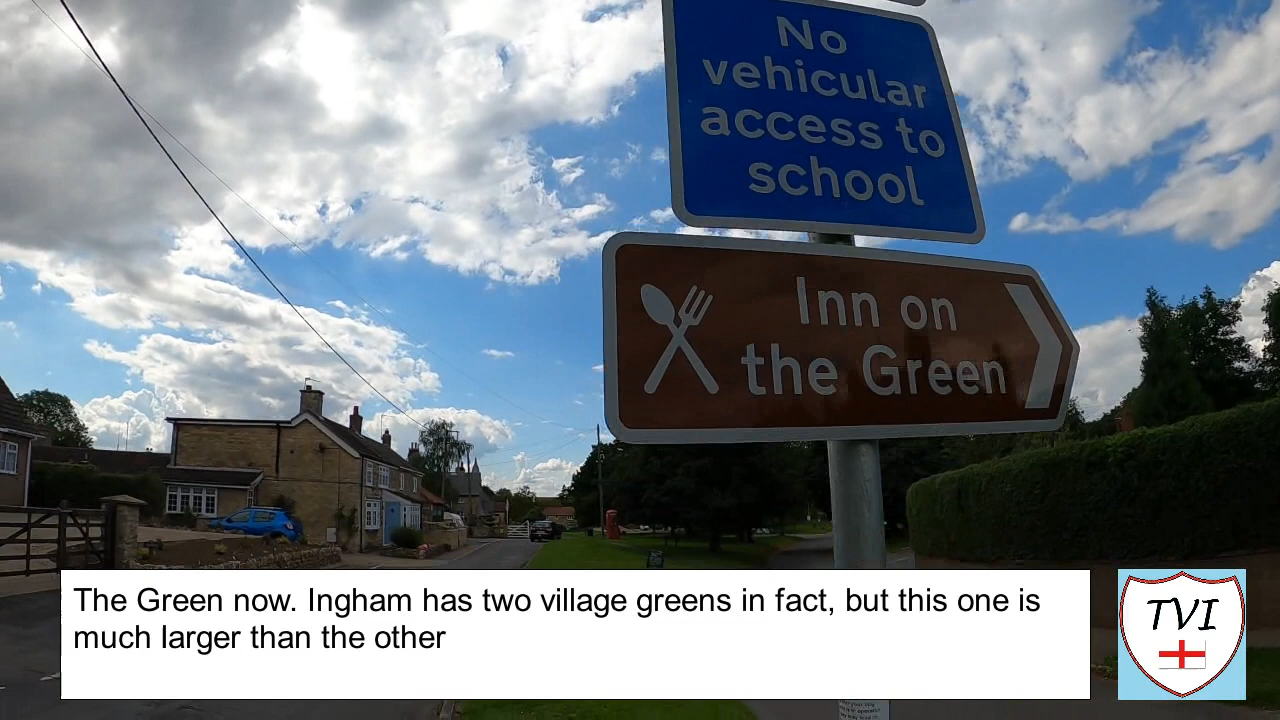 No
vehicular
access to
school
Inn on
the Green
The Green now. Ingham has two village greens in fact, but this one is
much larger than the other
TVI